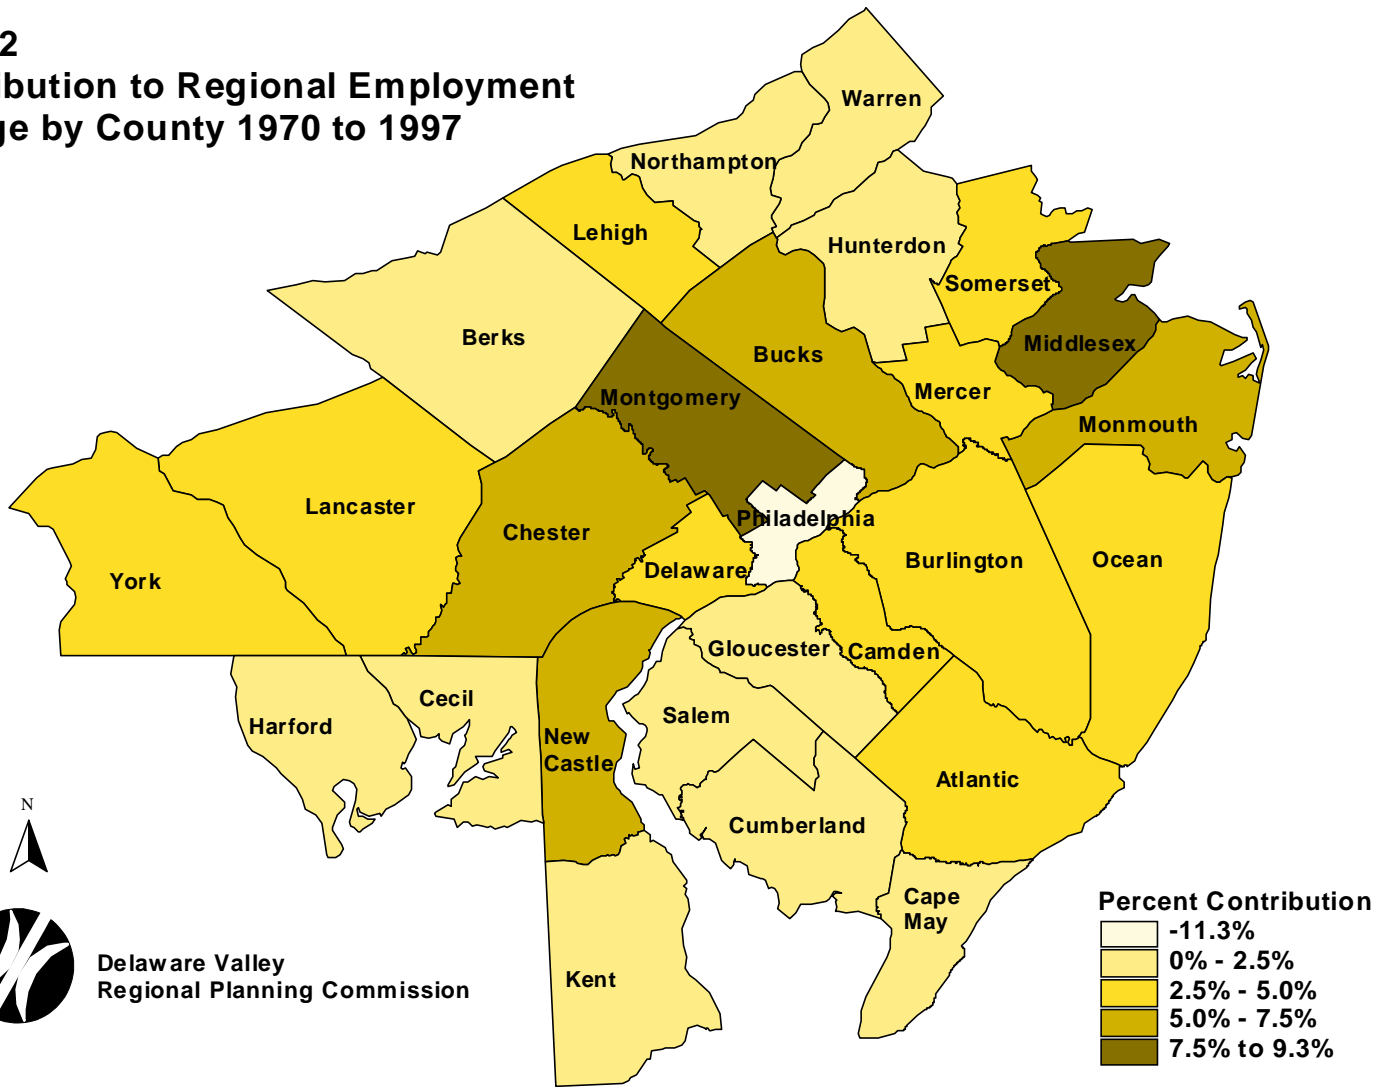 2
ibution to Regional Employment
ge by County 1970 to 1997
Warren
Northampton
Lehigh
Hunterdon
Somerset
Berks
Bucks
Middlesex
Mercer
Montgomery
Monmouth
Lancaster
Philadelphia
Chester
Burlington
Ocean
Delaware
York
Gloucester
Camden
Cecil
Salem
Harford
New
Castle
Atlantic
N
Cumberland
Cape
May
Kent
Delaware Valley
Regional Planning Commission
Percent Contribution
-11.3%
0% - 2.5%
2.5% - 5.0%
5.0% - 7.5%
7.5% to 9.3%